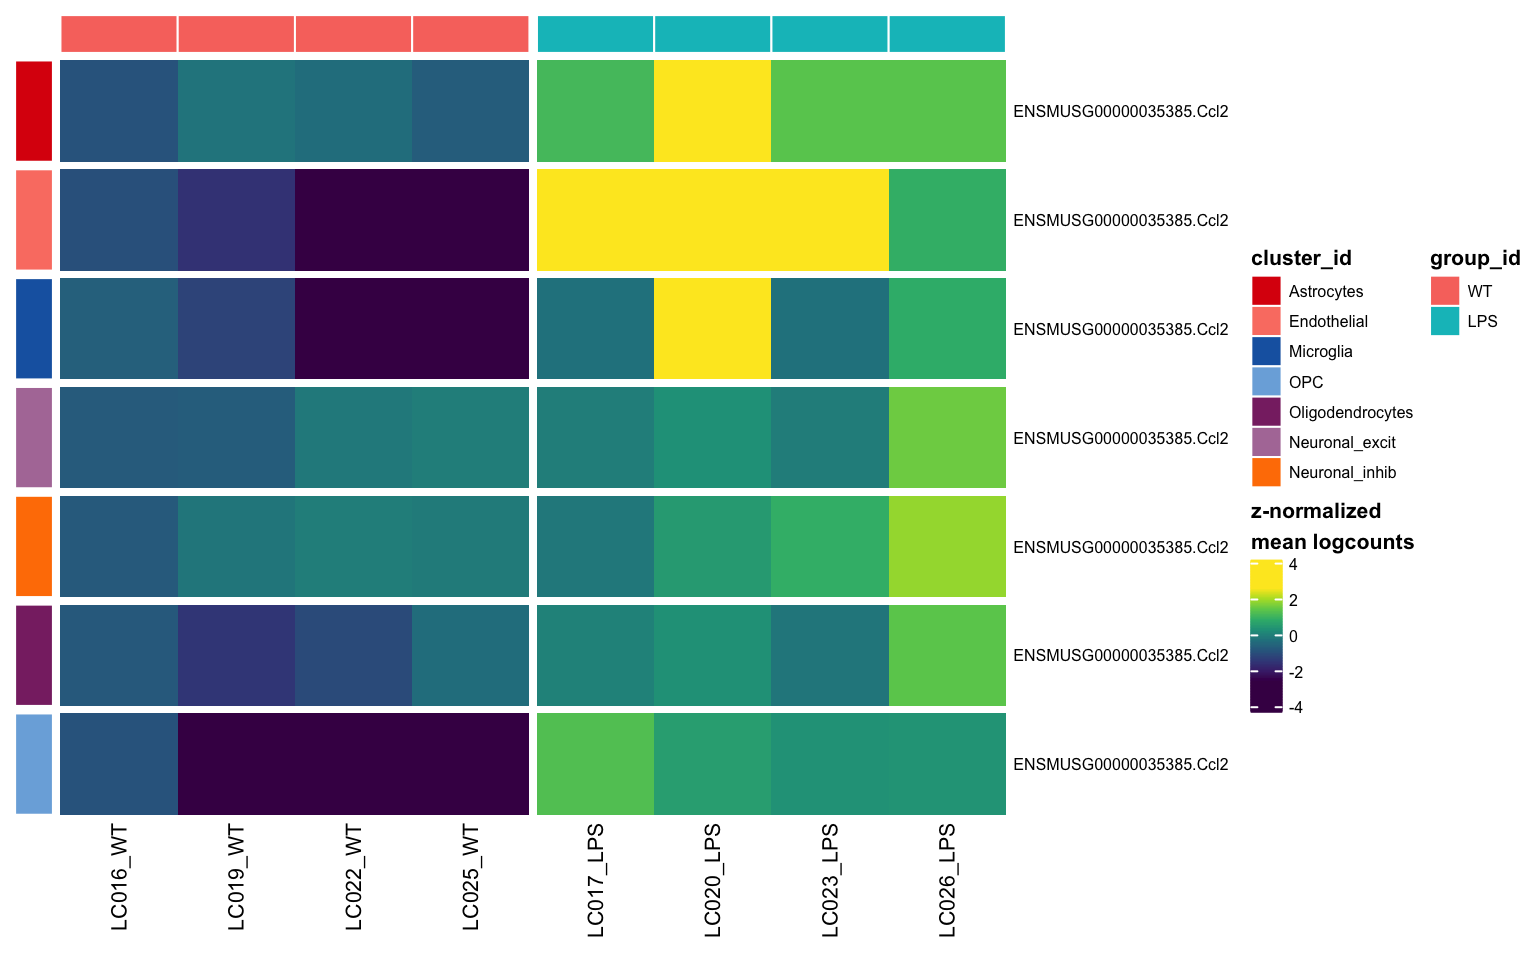 ENSMUSG00000035385.Ccl2
ENSMUSG00000035385.Ccl2
ENSMUSG00000035385.Ccl2
ENSMUSG00000035385.Ccl2
ENSMUSG00000035385.Ccl2
ENSMUSG00000035385.Ccl2
ENSMUSG00000035385.Ccl2
LC016_WT
LC019_WT
LC022_WT
LC025_WT
LC017_LPS
LC020_LPS
LC023_LPS
LC026_LPS
cluster_id
Astrocytes
Endothelial
Microglia
OPC
Oligodendrocytes
Neuronal_excit
Neuronal_inhib
group_id
WT
LPS
z-normalized
mean logcounts
4
2
0
-2
-4